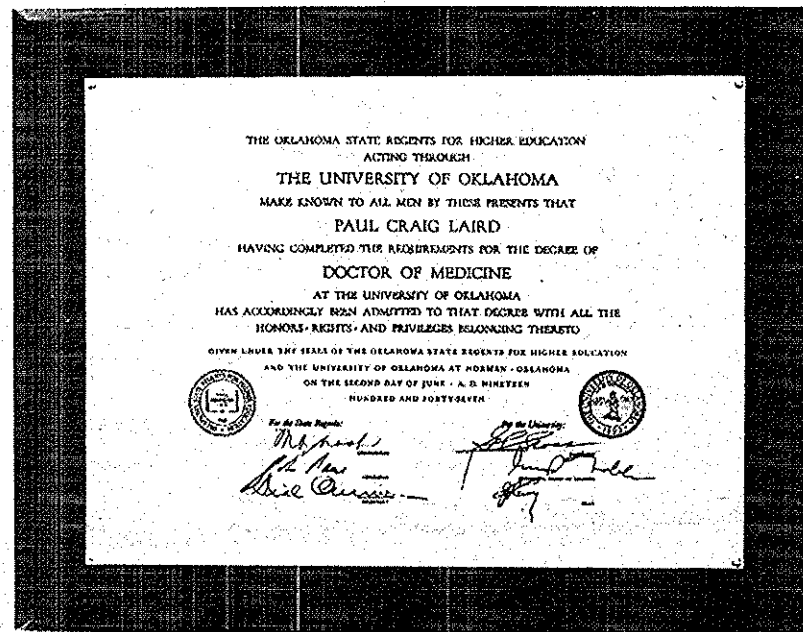 THE OKLAHOMA STATE REGENTS FOR HIGHER EDUCATION
ACTING THROUGH
THE UNIVERSITY OF OKLAHOMA
MAKE KNOWN TO ALL MEN BY THESE PRESENTS THAT
PAUL CRAIG LAIRD
HAVING COMPLETED THE REQUIREMENTS FOR THE DEGREE OF
DOCTOR OF MEDICINE
AT THE UNIVERSITY OF OKLAHOMA
HAS ACCORDINGLY BEEN ADMITTED TO THAT DEGREE WITH ALL THE
HONORS · RIGHTS · AND PRIVILEGES BELONGING THERETO
GIVEN UNDER THE SEALS OF THE OKLAHOMA STATE REGENTS FOR HIGHER EDUCATION
AND THE UNIVERSITY OF OKLAHOMA AT NORMAN · OKLAHOMA
ON THE SECOND DAY OF JUNE · A. D. NINETEEN
HUNDRED AND FORTY-SEVEN
For the State Regents:
For the University: